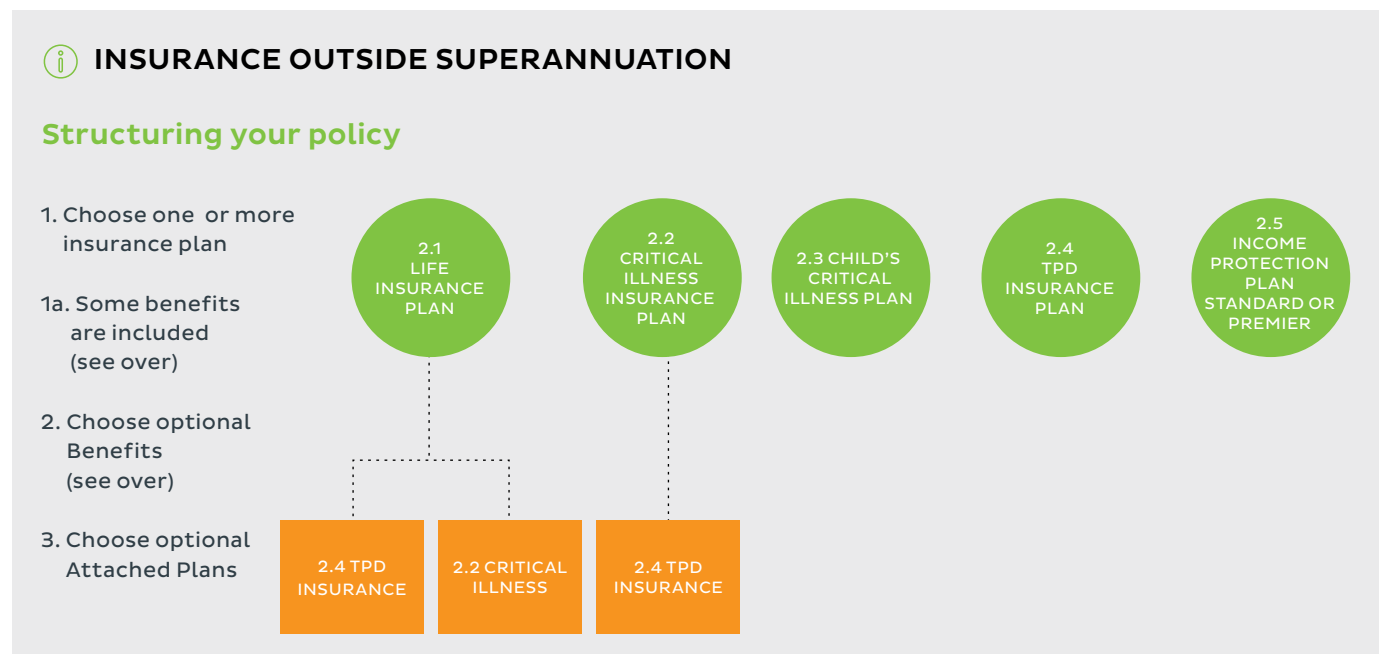 INSURANCE OUTSIDE SUPERANNUATION
Structuring your policy
1. Choose one or more
insurance plan
1a. Some benefits
are included
(see over)
2. Choose optional
Benefits
(see over)
3. Choose optional
Attached Plans
2.1
LIFE
INSURANCE
PLAN
2.2
CRITICAL
ILLNESS
INSURANCE
PLAN
2.3 CHILD'S
CRITICAL
ILLNESS PLAN
2.4
TPD
INSURANCE
PLAN
2.5
INCOME
PROTECTION
PLAN
STANDARD OR
PREMIER
2.4 TPD
INSURANCE
2.2 CRITICAL
ILLNESS
2.4 TPD
INSURANCE